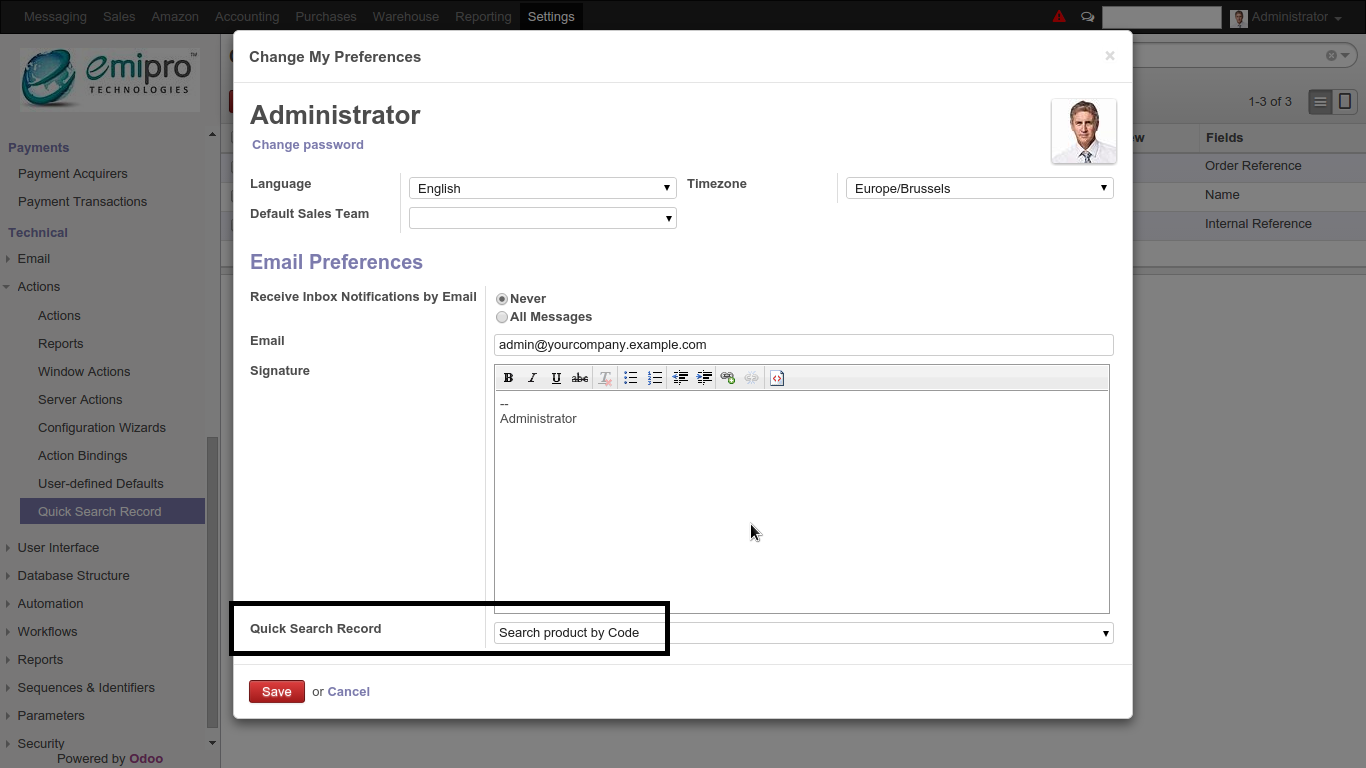 Messaging Sales Amazon Accounting Purchases Warehouse Reporting Settings Administrator
emipro™
TECHNOLOGIES
Payments
Payment Acquirers
Payment Transactions
Technical
Email
Actions
Actions
Reports
Window Actions
Server Actions
Configuration Wizards
Action Bindings
User-defined Defaults
Quick Search Record
User Interface
Database Structure
Automation
Workflows
Reports
Sequences & Identifiers
Parameters
Security
Powered by Odoo
Change My Preferences ×
Administrator
Change password
Language English Timezone Europe/Brussels
Default Sales Team
Email Preferences
Receive Inbox Notifications by Email Never
All Messages
Email admin@yourcompany.example.com
Signature
B I U abc T
--
Administrator
Quick Search Record Search product by Code
Save or Cancel
1-3 of 3
Fields
Order Reference
Name
Internal Reference